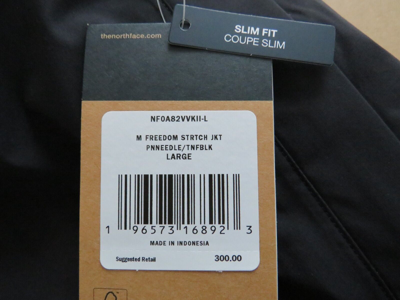 thenorthface.com
SLIM FIT
COUPE SLIM
NF0A82VVKII-L
M FREEDOM STRTCH JKT
PNNEEDLE/TNFBLK
LARGE
1 96573 16892 3
MADE IN INDONESIA
Suggested Retail 300.00